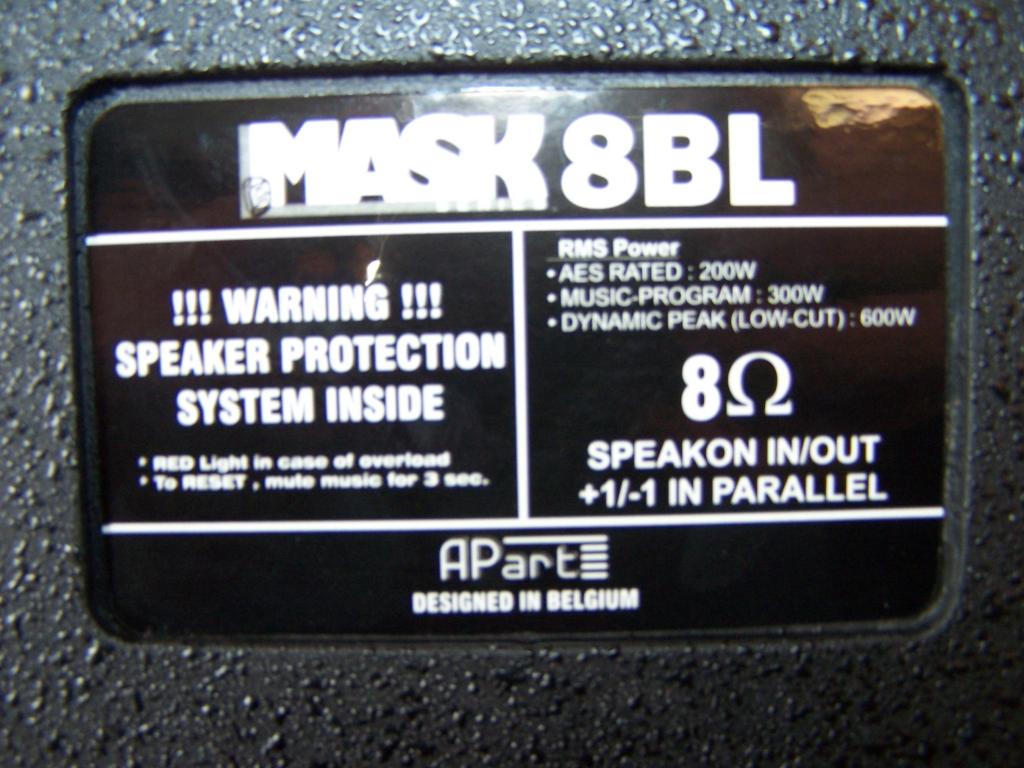 MASK 8BL
!!! WARNING !!!
SPEAKER PROTECTION
SYSTEM INSIDE
* RED Light in case of overload
* To RESET , mute music for 3 sec.
RMS Power
• AES RATED : 200W
• MUSIC-PROGRAM : 300W
• DYNAMIC PEAK (LOW-CUT) : 600W
8Ω
SPEAKON IN/OUT
+1/-1 IN PARALLEL
APart
DESIGNED IN BELGIUM